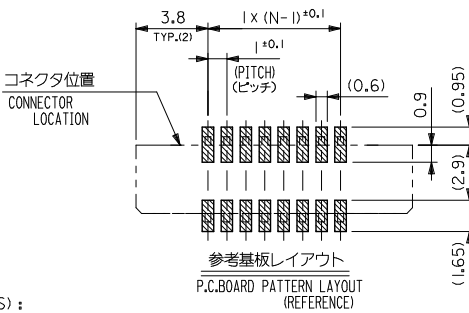 3.8
TYP.(2)
1×(N-1)±0.1
1±0.1
(PITCH)
(ピッチ)
(0.6)
0.9
(0.95)
(2.9)
(1.65)
コネクタ位置
CONNECTOR
LOCATION
参考基板レイアウト
P.C.BOARD PATTERN LAYOUT
(REFERENCE)
S) :